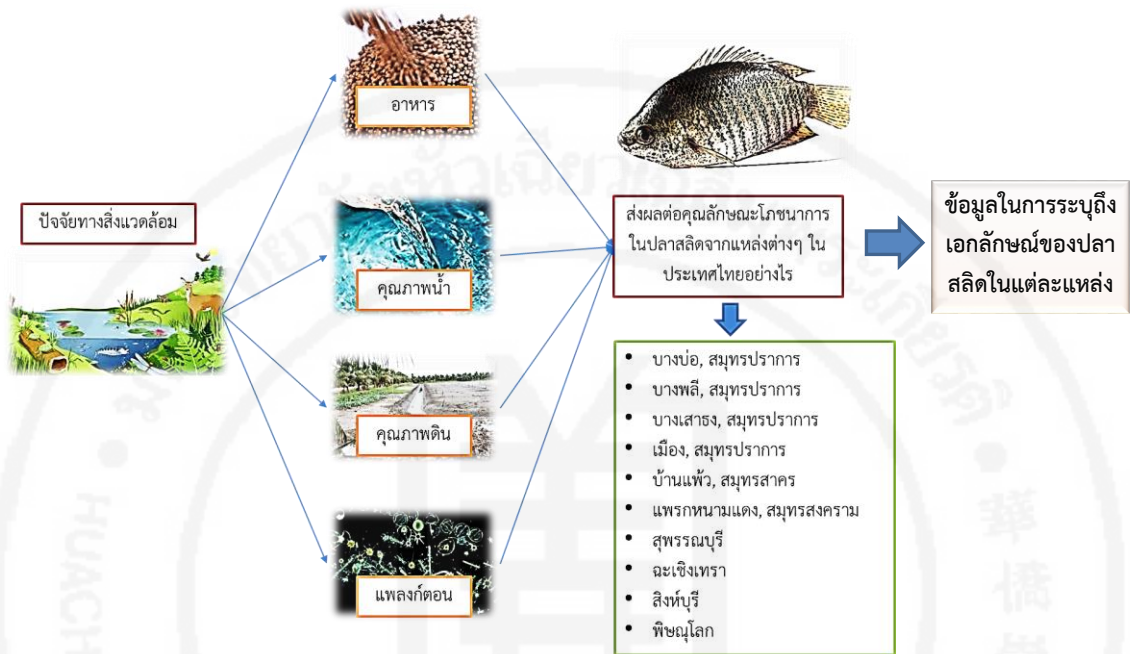 ปัจจัยทางสิ่งแวดล้อม
อาหาร
คุณภาพน้ำ
คุณภาพดิน
แพลงก์ตอน
ส่งผลต่อคุณลักษณะโภชนาการ
ในปลาสลิดจากแหล่งต่างๆ ใน
ประเทศไทยอย่างไร
ข้อมูลในการระบุถึง
เอกลักษณ์ของปลา
สลิดในแต่ละแหล่ง
• บางบ่อ, สมุทรปราการ
• บางพลี, สมุทรปราการ
• บางเสาธง, สมุทรปราการ
• เมือง, สมุทรปราการ
• บ้านแพ้ว, สมุทรสาคร
• แพรกหนามแดง, สมุทรสงคราม
• สุพรรณบุรี
• ฉะเชิงเทรา
• สิงห์บุรี
• พิษณุโลก
HUACH
華
僑